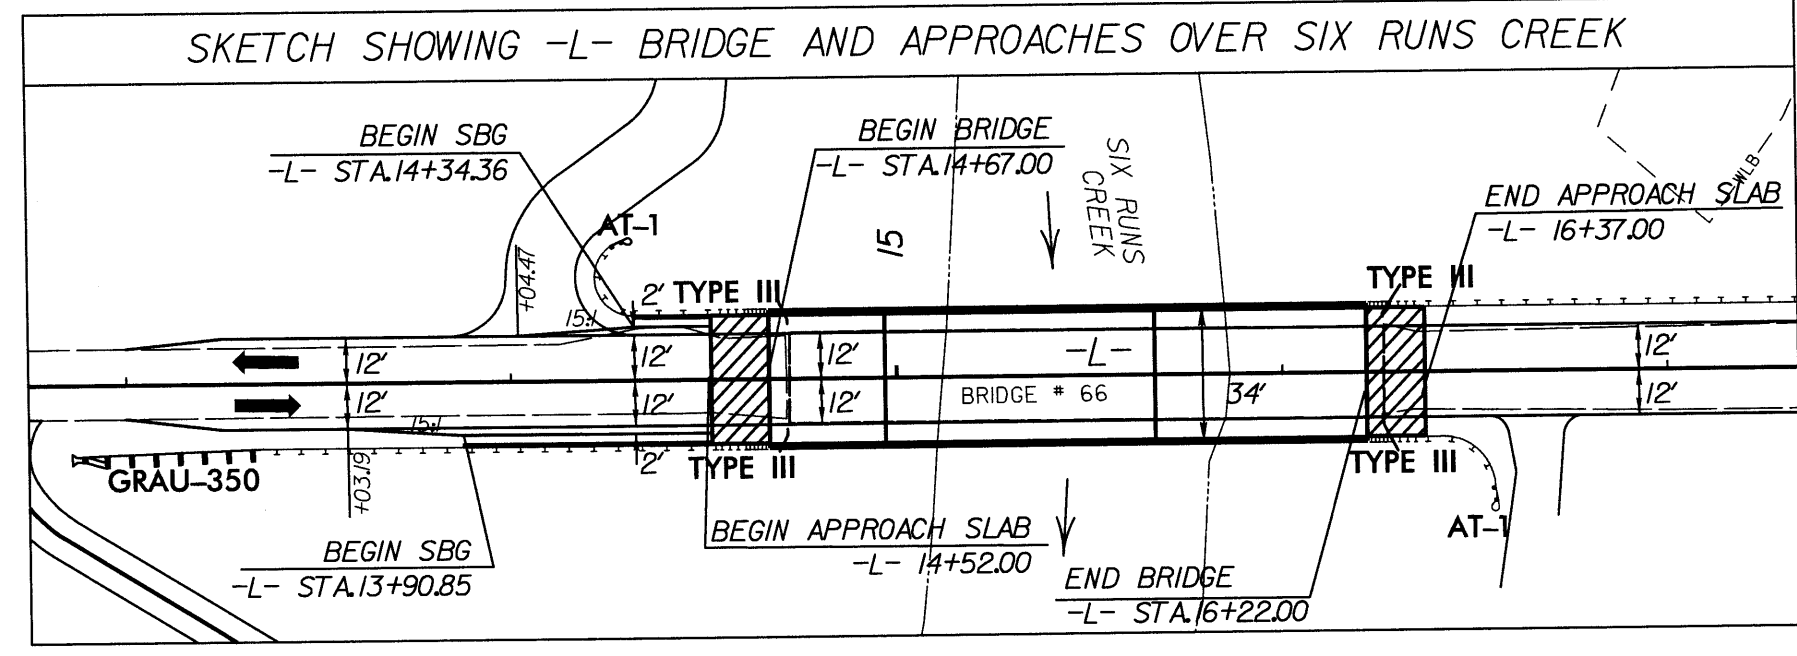 SKETCH SHOWING -L- BRIDGE AND APPROACHES OVER SIX RUNS CREEK
BEGIN SBG
-L- STA.14+34.36
BEGIN BRIDGE
-L- STA.14+67.00
SIX RUNS
CREEK
WLB
END APPROACH SLAB
-L- 16+37.00
AT-1
15
+04.47
2'
TYPE III
TYPE III
15:1
12'
12'
12'
-L-
12'
12'
12'
12'
BRIDGE # 66
34'
12'
15:1
2'
TYPE III
TYPE III
GRAU-350
+03.19
AT-1
BEGIN SBG
-L- STA.13+90.85
BEGIN APPROACH SLAB
-L- 14+52.00
END BRIDGE
-L- STA.16+22.00